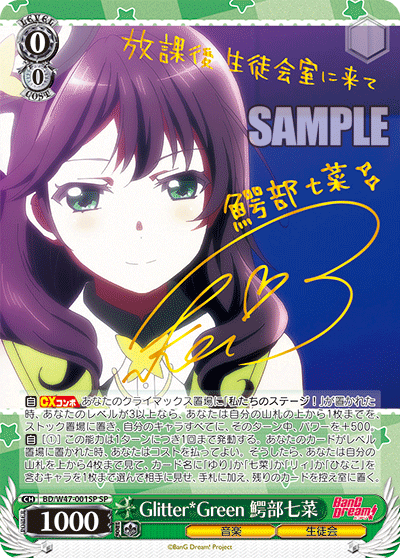 LEVEL
0
0
COST
放課後 生徒会室に来て
SAMPLE
鰐部七菜
自 CXコンボ あなたのクライマックス置場に「私たちのステージ!」が置かれた
時、あなたのレベルが3以上なら、あなたは自分の山札の上から1枚までを、
ストック置場に置き、自分のキャラすべてに、そのターン中、パワーを+500。
自 [①] この能力は1ターンにつき1回まで発動する。あなたのカードがレベル
置場に置かれた時、あなたはコストを払ってよい。そうしたら、あなたは自分
の山札を上から4枚まで見て、カード名に「ゆり」か「七菜」か「リィ」か「ひなこ」を
含むキャラを1枚まで選んで相手に見せ、手札に加え、残りのカードを控え室に置く。
CH BD/W47-001SP SP
1000
Glitter*Green 鰐部七菜
音楽
生徒会
BanG Dream!
©BanG Dream! Project